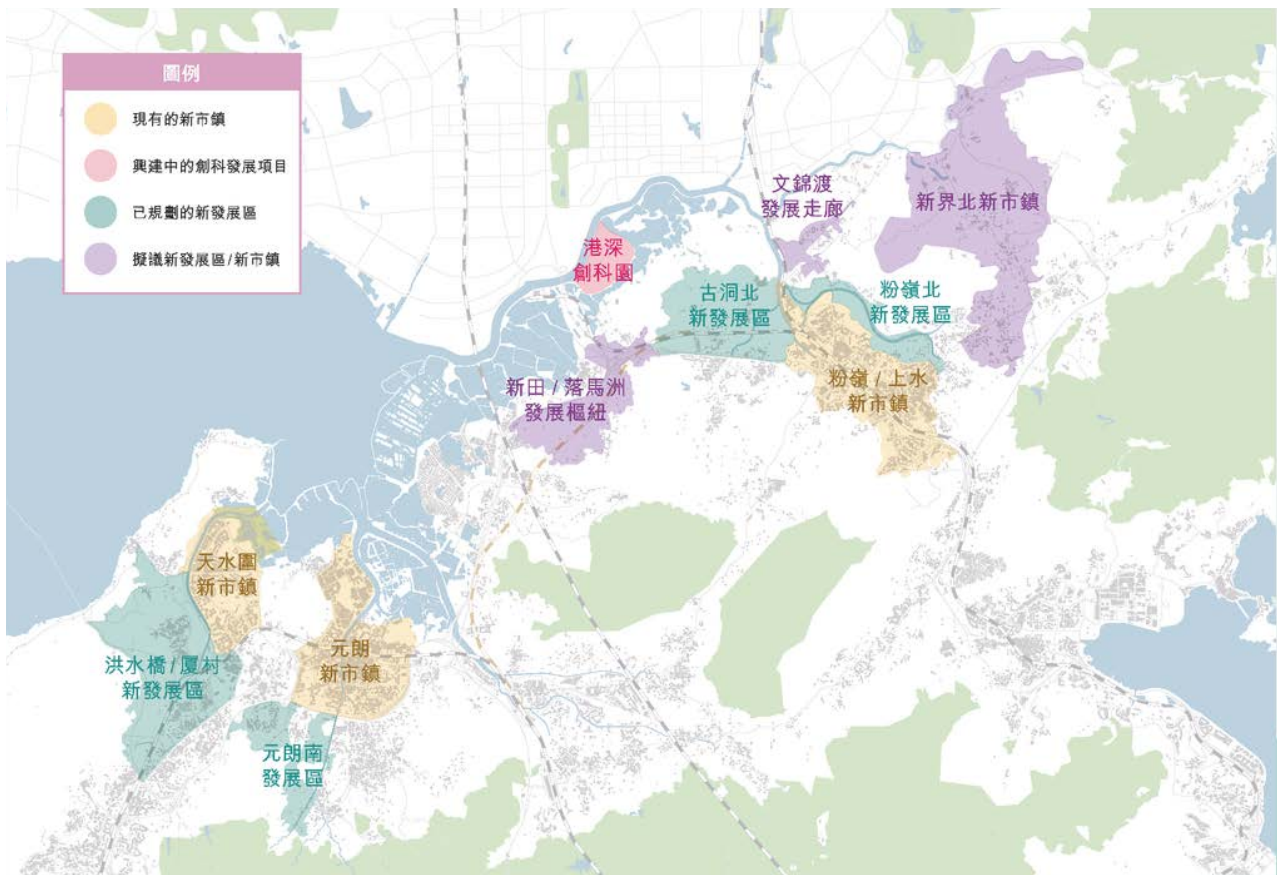 圖例
現有的新市鎮
興建中的創科發展項目
已規劃的新發展區
擬議新發展區/新市鎮
文錦渡
發展走廊
新界北新市鎮
港深
創科園
古洞北
新發展區
粉嶺北
新發展區
新田/落馬洲
發展樞紐
粉嶺/上水
新市鎮
天水圍
新市鎮
元朗
新市鎮
洪水橋/厦村
新發展區
元朗南
發展區